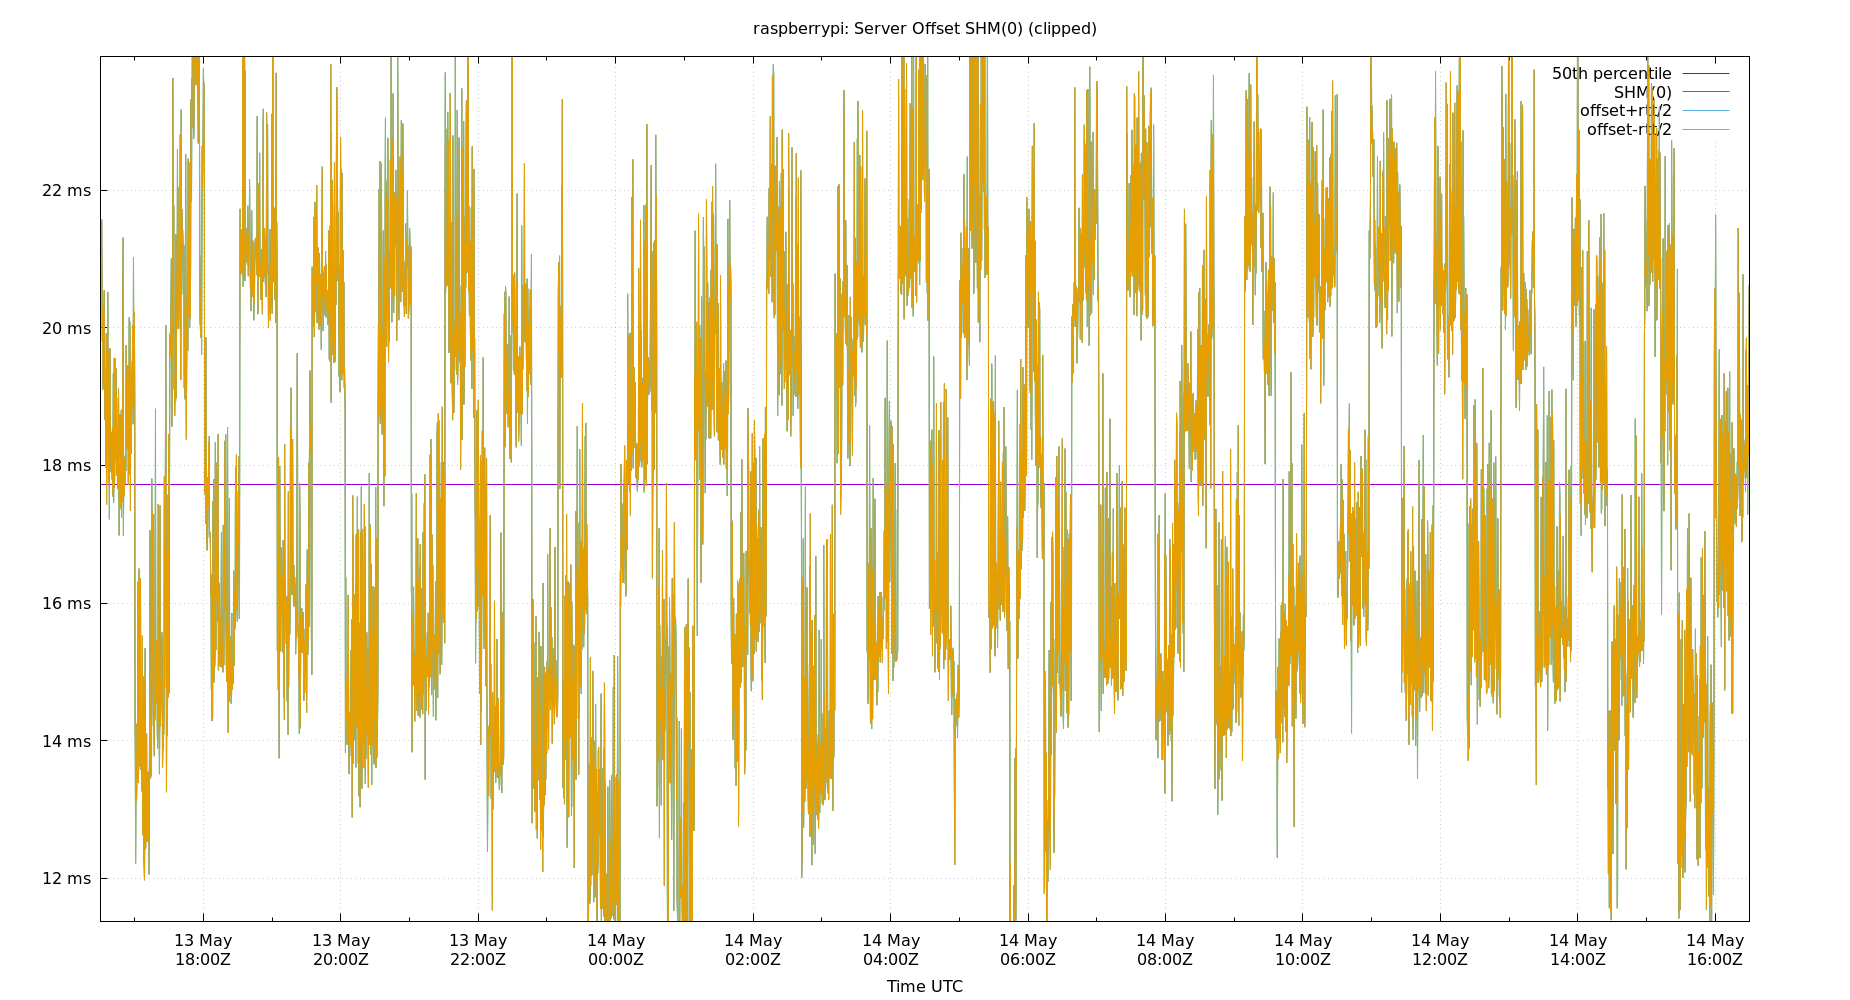 raspberrypi: Server Offset SHM(0) (clipped)
50th percentile
SHM(0)
offset+rtt/2
offset-rtt/2
22 ms
20 ms
18 ms
16 ms
14 ms
12 ms
13 May 13 May 13 May 14 May 14 May 14 May 14 May 14 May 14 May 14 May 14 May 14 May
18:00Z 20:00Z 22:00Z 00:00Z 02:00Z 04:00Z 06:00Z 08:00Z 10:00Z 12:00Z 14:00Z 16:00Z
Time UTC